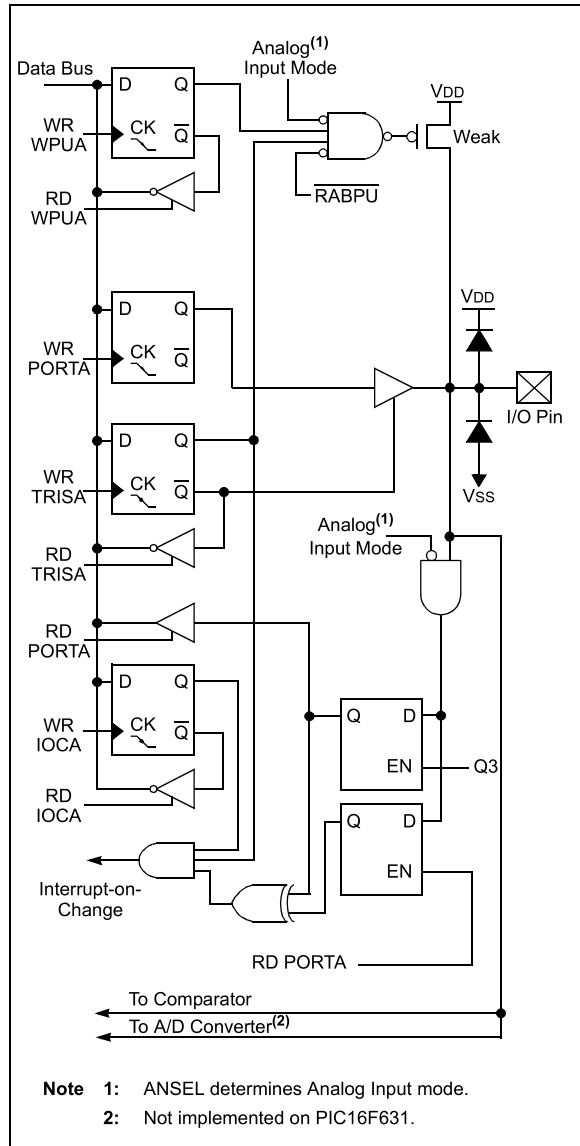 Analog(1)
Input Mode
Data Bus
D Q
VDD
WR
WPUA
CK Q
Weak
RD
WPUA
RABPU
D Q
VDD
WR
PORTA
CK Q
I/O Pin
D Q
WR
TRISA
CK Q
VSS
Analog(1)
Input Mode
RD
TRISA
RD
PORTA
D Q
WR
IOCA
CK Q
Q D
EN
Q3
RD
IOCA
Q D
EN
Interrupt-on-
Change
RD PORTA
To Comparator
To A/D Converter(2)
Note 1: ANSEL determines Analog Input mode.
2: Not implemented on PIC16F631.